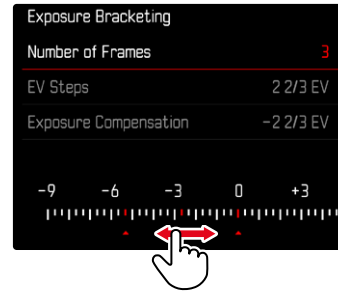 Exposure Bracketing
Number of Frames 3
EV Steps 2 2/3 EV
Exposure Compensation -2 2/3 EV
-9 -6 -3 0 +3